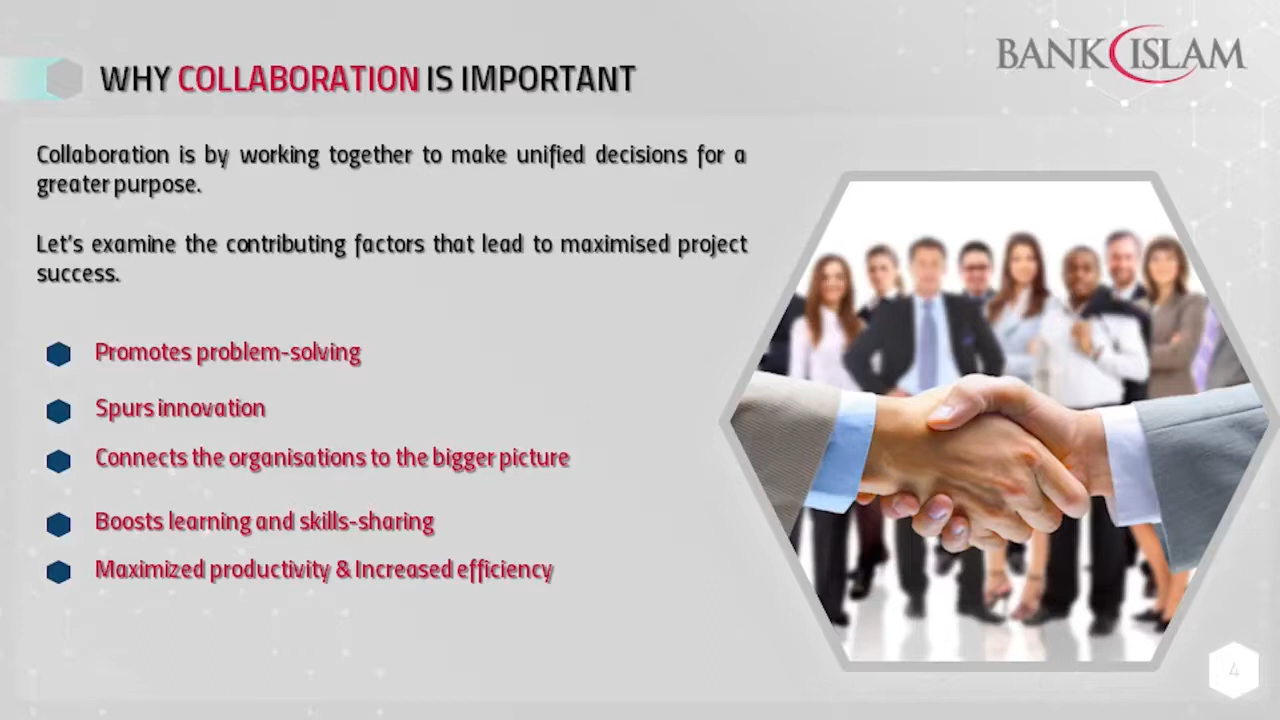 BANK ISLAM
WHY COLLABORATION IS IMPORTANT
Collaboration is by working together to make unified decisions for a
greater purpose.
Let's examine the contributing factors that lead to maximised project
success.
Promotes problem-solving
Spurs innovation
Connects the organisations to the bigger picture
Boosts learning and skills-sharing
Maximized productivity & Increased efficiency
4